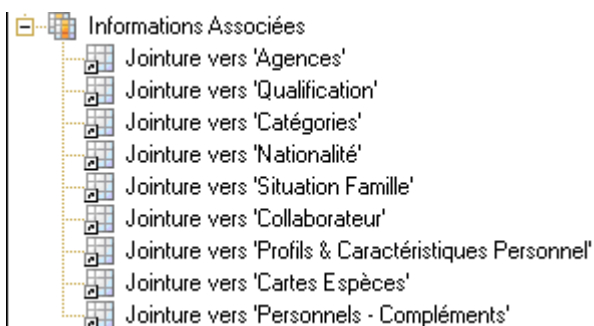 Informations Associées
Jointure vers 'Agences'
Jointure vers 'Qualification'
Jointure vers 'Catégories'
Jointure vers 'Nationalité'
Jointure vers 'Situation Famille'
Jointure vers 'Collaborateur'
Jointure vers 'Profils & Caractéristiques Personnel'
Jointure vers 'Cartes Espèces'
Jointure vers 'Personnels - Compléments'